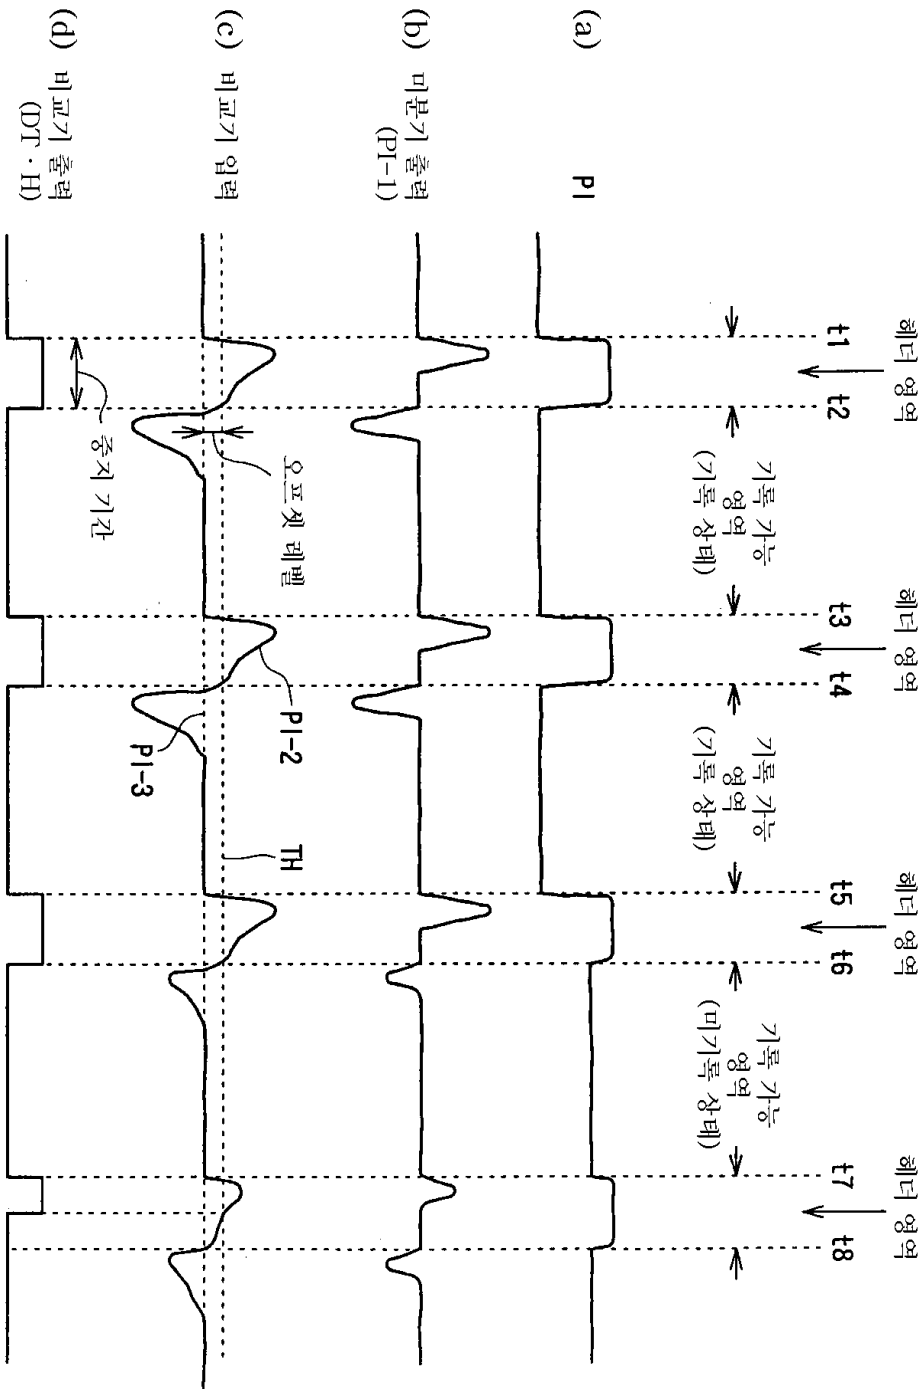 헤더 영역
헤더 영역
헤더 영역
헤더 영역
t1
t2
t3
t4
t5
t6
t7
t8
기록 가능
영역
(기록 상태)
기록 가능
영역
(기록 상태)
기록 가능
영역
(미기록 상태)
(a)
PI
(b) 미분기 출력
(PI-1)
오프셋 레벨
PI-2
TH
(c) 비교기 입력
PI-3
중지 기간
(d) 비교기 출력
(DT · H)